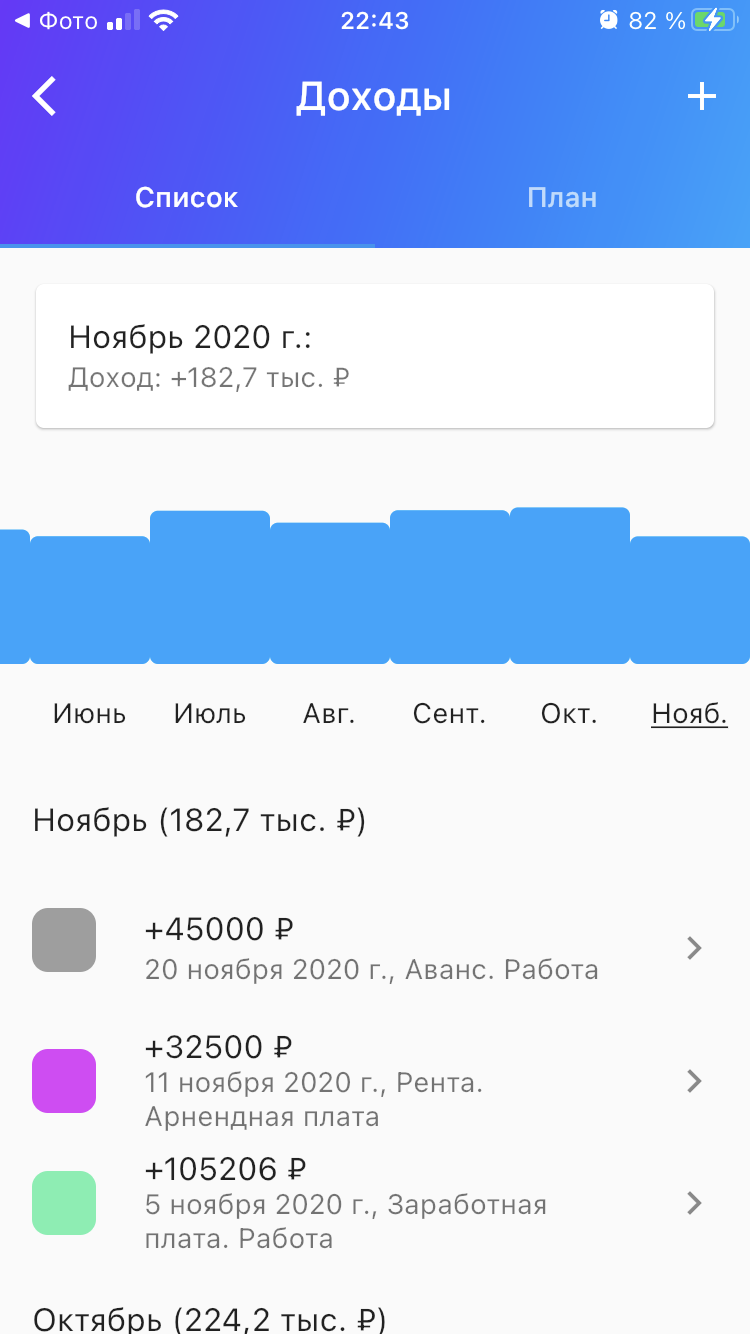 Фото 22:43 82 %
Доходы
Список План
Ноябрь 2020 г.:
Доход: +182,7 тыс. ₽
Июнь Июль Авг. Сент. Окт. Нояб.
Ноябрь (182,7 тыс. ₽)
+45000 ₽
20 ноября 2020 г., Аванс. Работа
+32500 ₽
11 ноября 2020 г., Рента.
Арнендная плата
+105206 ₽
5 ноября 2020 г., Заработная
плата. Работа
Октябрь (224,2 тыс. ₽)